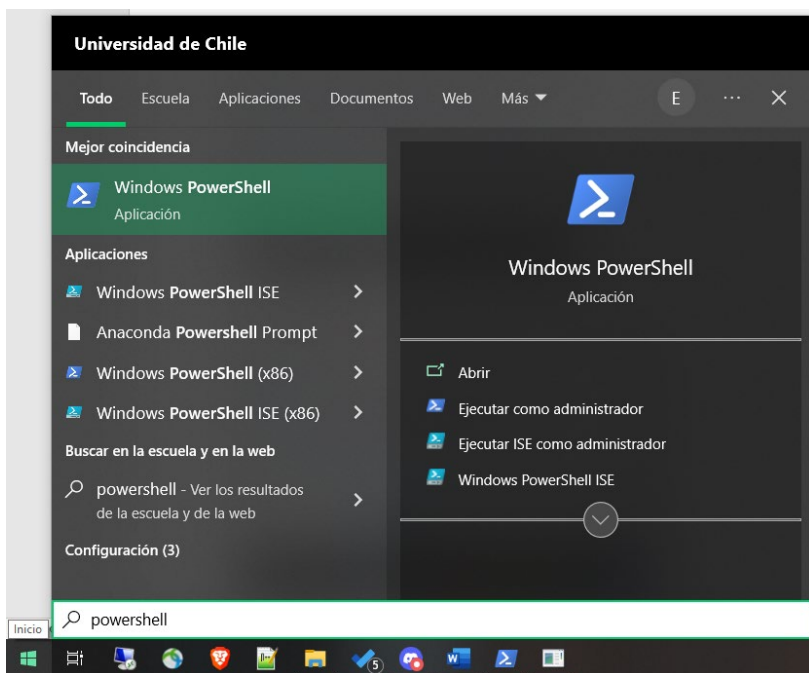 Universidad de Chile
Todo Escuela Aplicaciones Documentos Web Más E ...
Mejor coincidencia
Windows PowerShell
Aplicación
Aplicaciones
Windows PowerShell ISE
Anaconda Powershell Prompt
Windows PowerShell (x86)
Windows PowerShell ISE (x86)
Buscar en la escuela y en la web
powershell - Ver los resultados
de la escuela y de la web
Configuración (3)
Windows PowerShell
Aplicación
Abrir
Ejecutar como administrador
Ejecutar ISE como administrador
Windows PowerShell ISE
powershell
Inicio
5
W